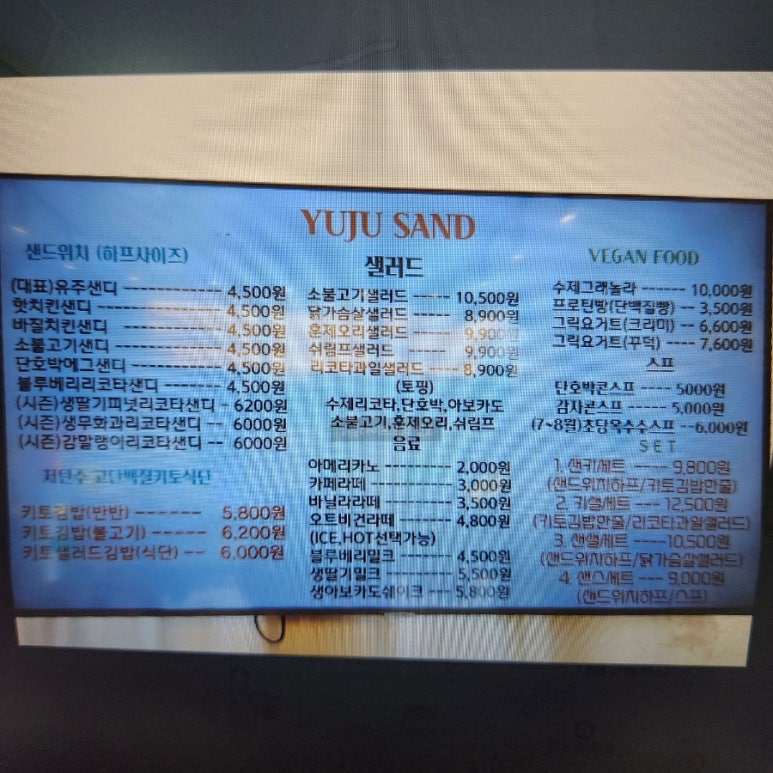 YUJU SAND
샌드위치 (하프사이즈)
(대표)유주샌디 ------------- 4,500원
핫치킨샌디 ------------------ 4,500원
바질치킨샌디 --------------- 4,500원
소불고기샌디 --------------- 4,500원
단호박에그샌디 ------------ 4,500원
블루베리리코타샌디 -------- 4,500원
(시즌)생딸기피넛리코타샌디 - 6200원
(시즌)생무화과리코타샌디 -- 6000원
(시즌)감말랭이리코타샌디 -- 6000원
저탄수 고단백질키토식단
키토김밥(반반) ------ 5,800원
키토김밥(불고기) ---- 6,200원
키토샐러드김밥(식단) -- 6,000원
샐러드
소불고기샐러드 ----- 10,500원
닭가슴살샐러드 ------ 8,900원
훈제오리샐러드 ------ 9,900원
쉬림프샐러드 ------ 9,900원
리코타과일샐러드 ---- 8,900원
(토핑)
수제리코타,단호박,아보카도
소불고기,훈제오리,쉬림프
음료
아메리카노 ---------- 2,000원
카페라떼 ------------ 3,000원
바닐라라떼 ---------- 3,500원
오트비건라떼 -------- 4,800원
(ICE,HOT선택가능)
블루베리밀크 -------- 4,500원
생딸기밀크 ---------- 5,500원
생아보카도쉐이크 --- 5,800원
VEGAN FOOD
수제그래놀라 ------- 10,000원
프로틴빵(단백질빵) -- 3,500원
그릭요거트(크리미) -- 6,600원
그릭요거트(꾸덕) --- 7,600원
스프
단호박콘스프 ---- 5000원
감자콘스프 ------ 5,000원
(7~8월)초당옥수수스프 --6,000원
SET
1. 샌키세트 ---- 9,800원
(샌드위치하프/키토김밥한줄)
2. 키샐세트 ---- 12,500원
(키토김밥한줄/리코타과일샐러드)
3. 샌샐세트 ----10,500원
(샌드위치하프/닭가슴살샐러드)
4. 샌스세트 --- 9,000원
(샌드위치하프/스프)